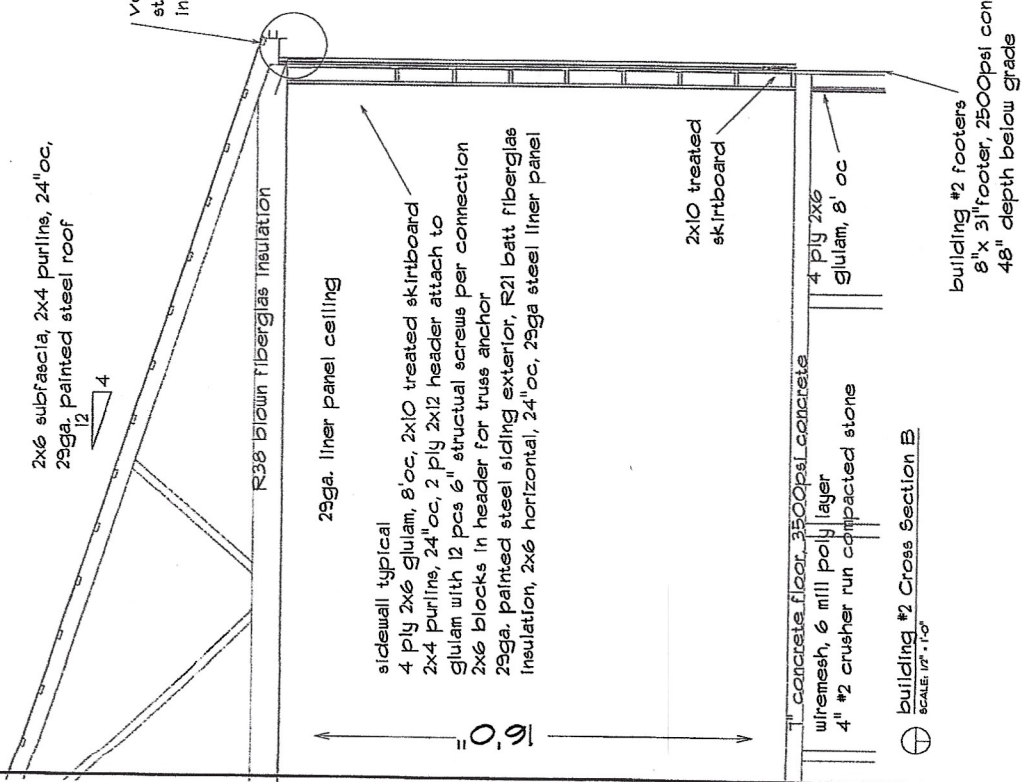 2x6 subfascia, 2x4 purlins, 24"oc,
29ga. painted steel roof
12
4
R38 blown fiberglas insulation
29ga. liner panel ceiling
sidewall typical
4 ply 2x6 glulam, 8'oc, 2x10 treated skirtboard
2x4 purlins, 24"oc, 2 ply 2x12 header attach to
glulam with 12 pcs 6" structual screws per connection
2x6 blocks in header for truss anchor
29ga. painted steel siding exterior, R21 batt fiberglas
insulation, 2x6 horizontal, 24"oc, 29ga steel liner panel
16'0"
2x10 treated
skirtboard
4 ply 2x6
glulam, 8' oc
concrete floor, 3500psi concrete
wiremesh, 6 mill poly layer
4" #2 crusher run compacted stone
building #2 footers
8"x 31"footer, 2500psi con
48" depth below grade
building #2 Cross Section B
SCALE: 1/2" = 1'-0"